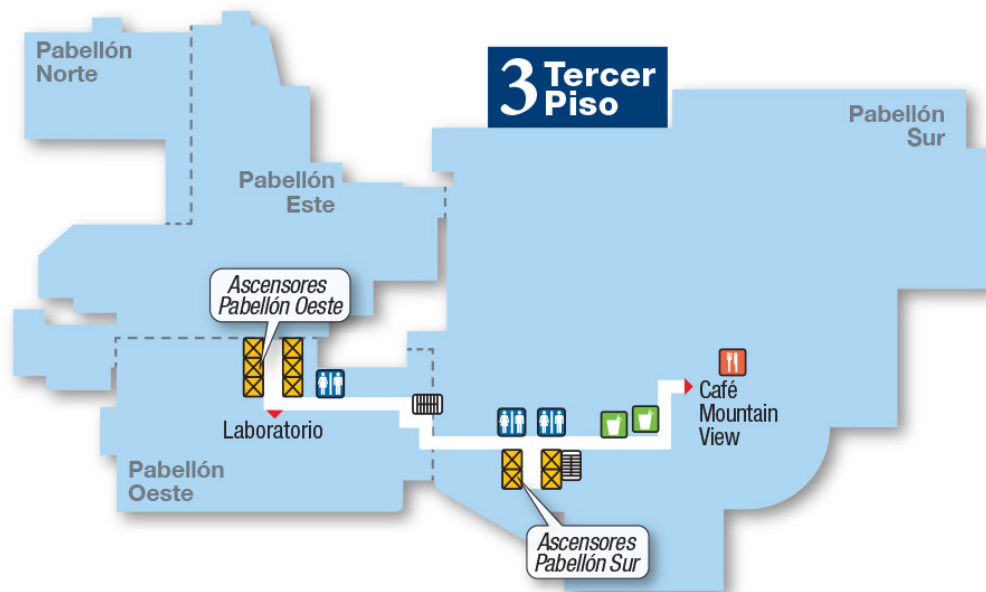 Pabellón
Norte
3 Tercer
Piso
Pabellón
Sur
Pabellón
Este
Ascensores
Pabellón Oeste
Café
Mountain
View
Laboratorio
Pabellón
Oeste
Ascensores
Pabellón Sur